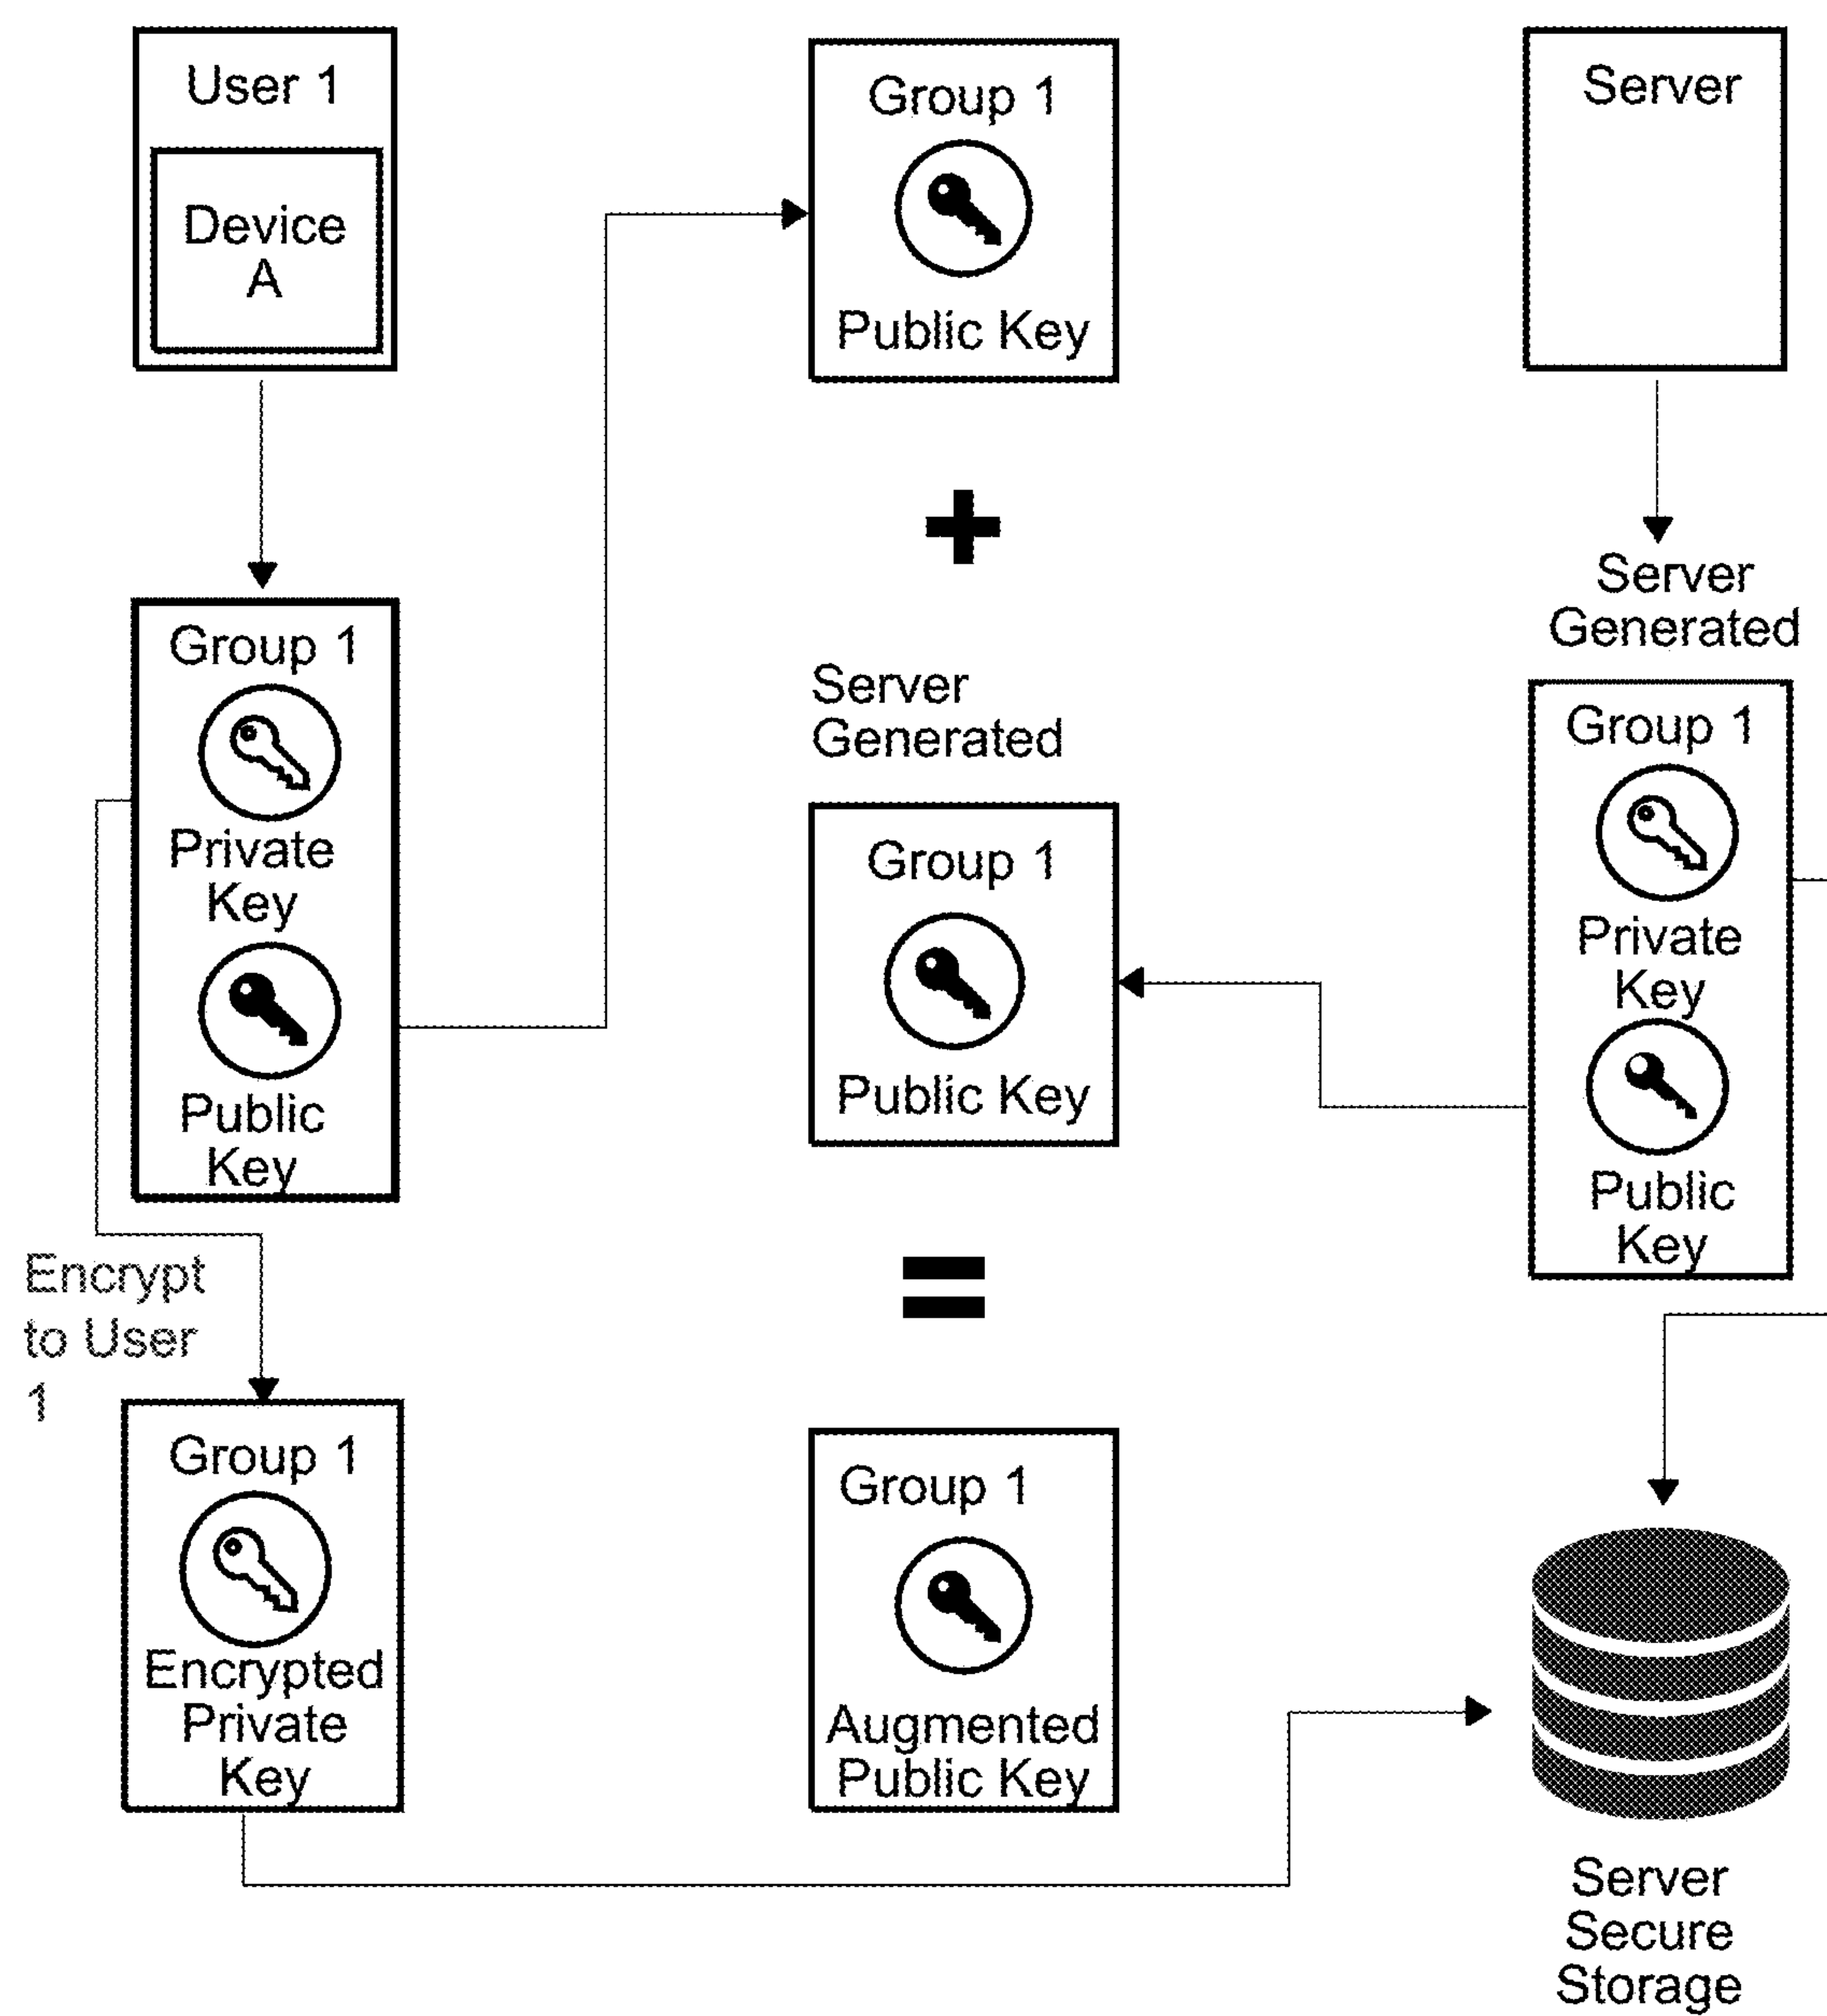 User 1
Device
A
Group 1
Private
Key
Public
Key
Encrypt
to User
1
Group 1
Encrypted
Private
Key
Group 1
Public Key
+
Server
Generated
Group 1
Public Key
=
Group 1
Augmented
Public Key
Server
Server
Generated
Group 1
Private
Key
Public
Key
Server
Secure
Storage